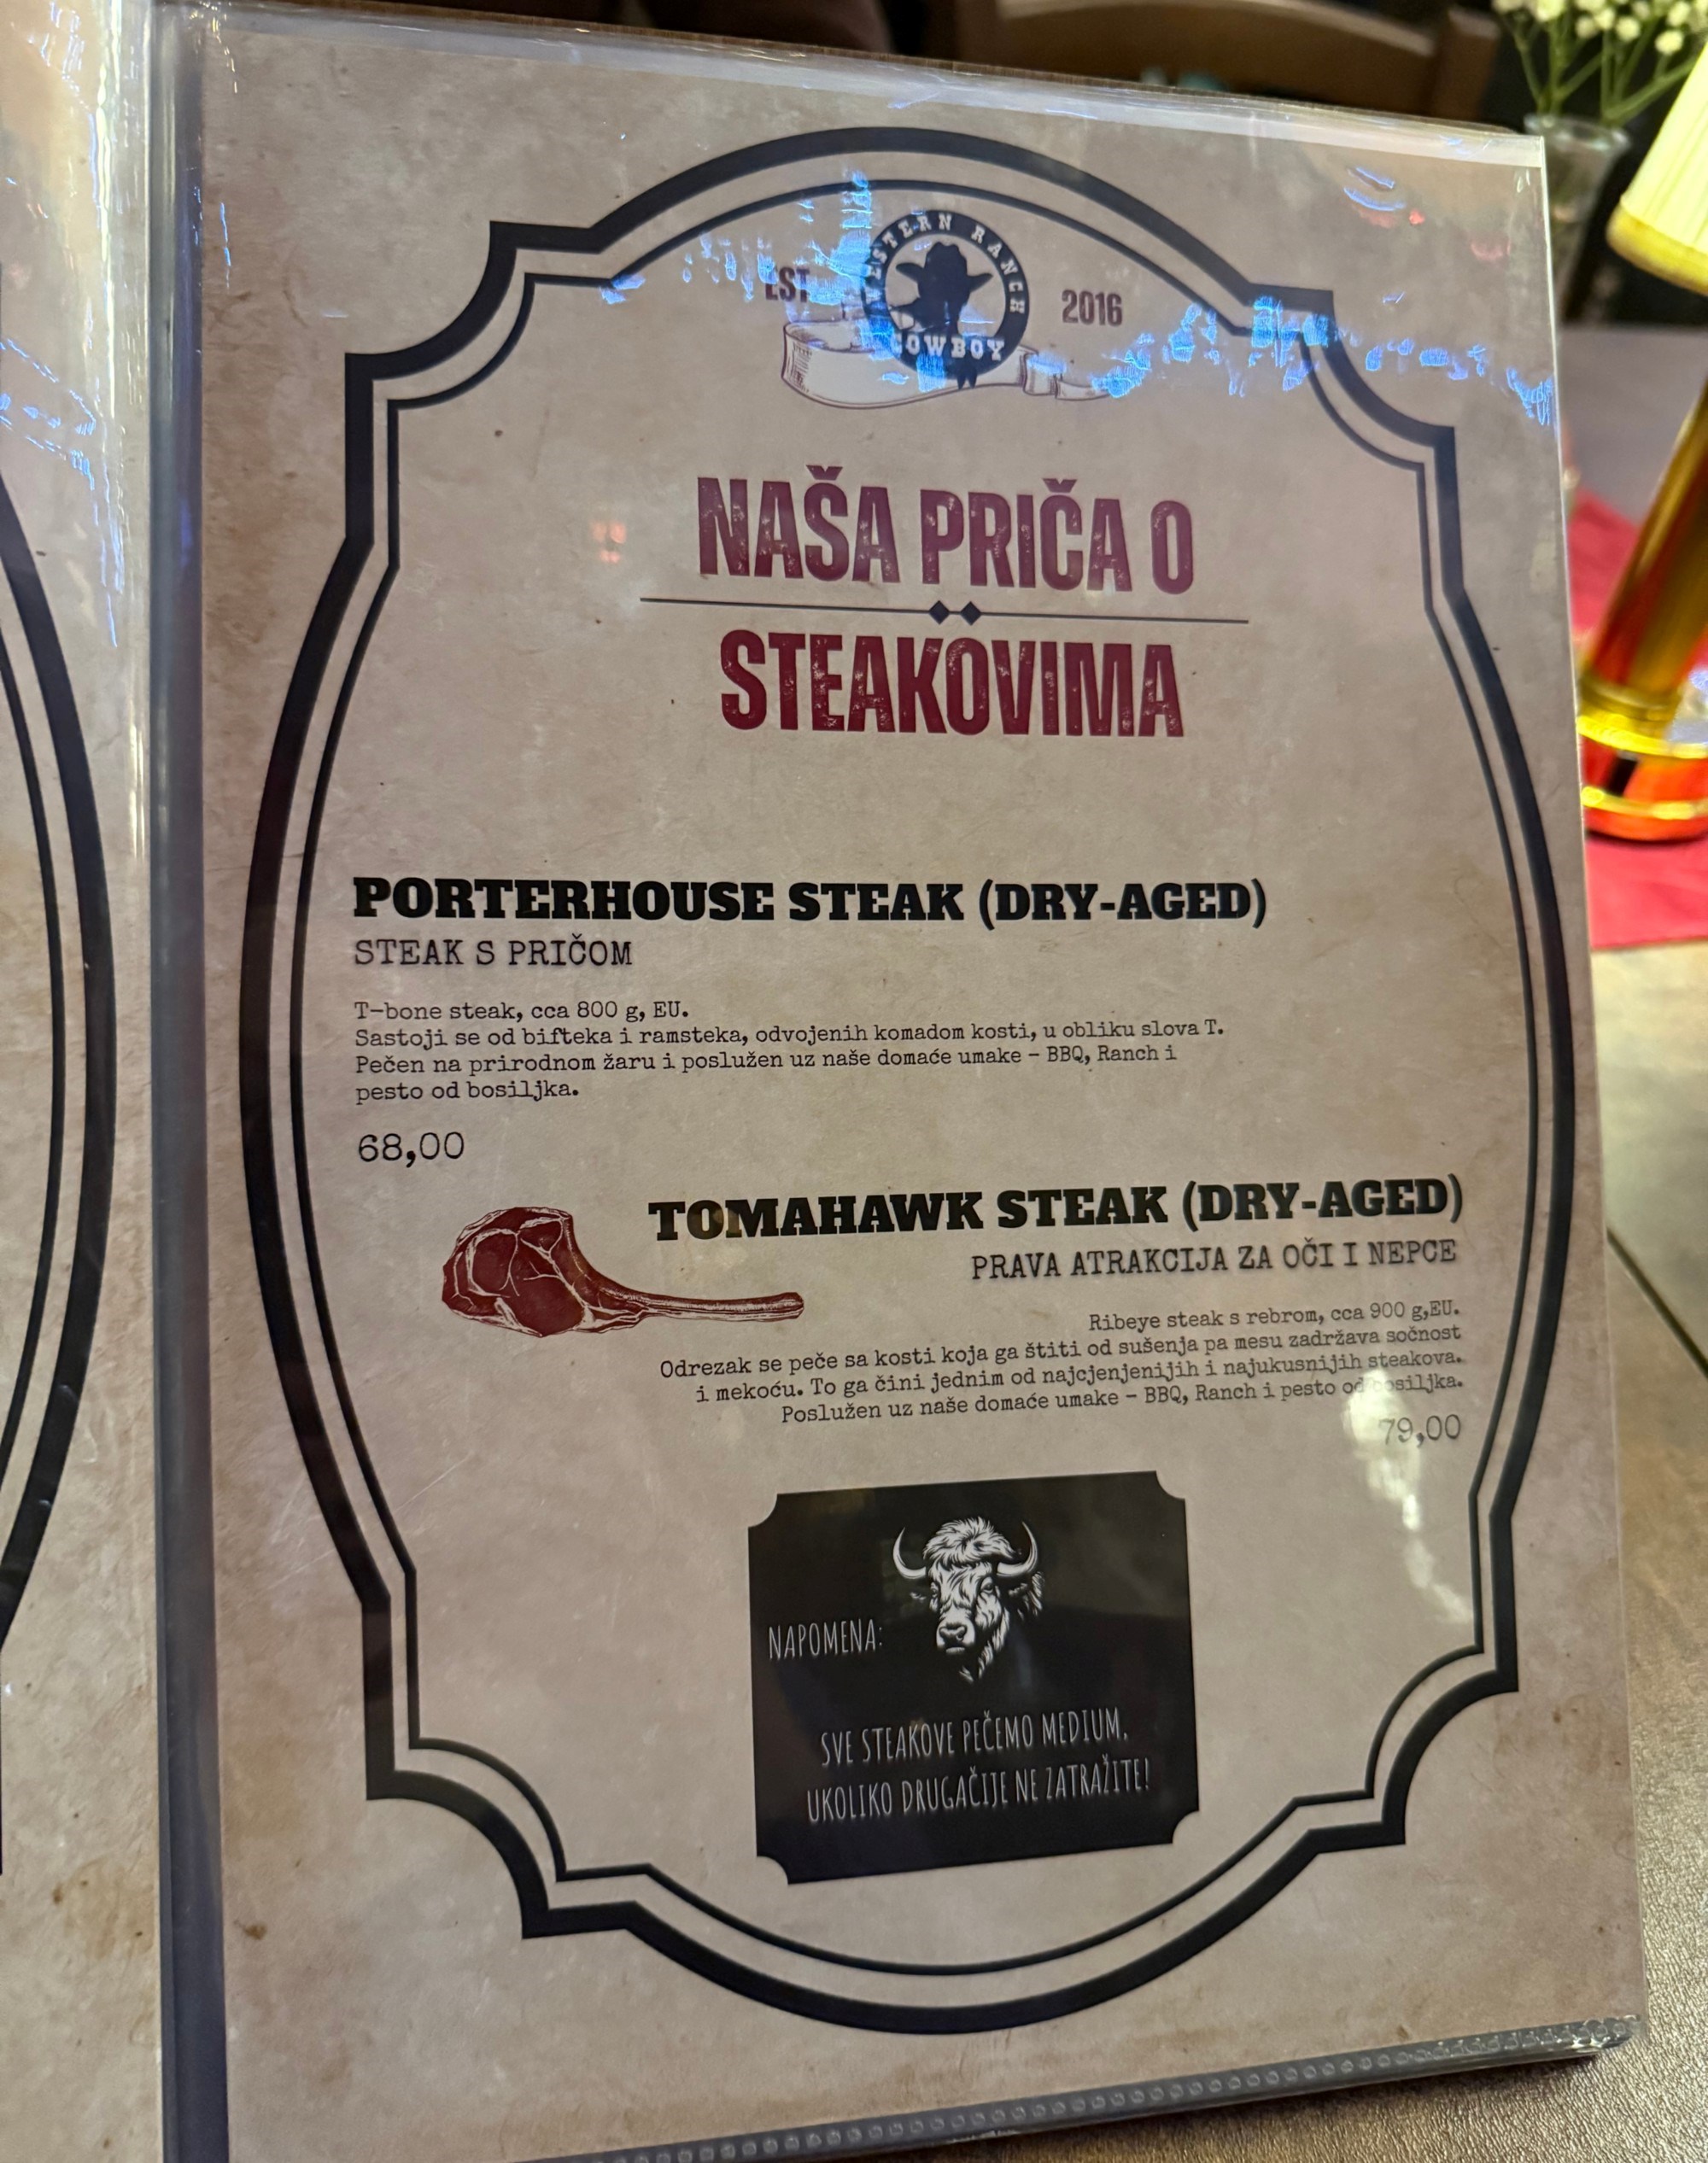 EST
WESTERN RANCH
COWBOY
2016
NAŠA PRIČA O
STEAKOVIMA
PORTERHOUSE STEAK (DRY-AGED)
STEAK S PRIČOM
T-bone steak, cca 800 g, EU.
Sastoji se od bifteka i ramsteka, odvojenih komadom kosti, u obliku slova T.
Pečen na prirodnom žaru i poslužen uz naše domaće umake - BBQ, Ranch i
pesto od bosiljka.
68,00
TOMAHAWK STEAK (DRY-AGED)
PRAVA ATRAKCIJA ZA OČI I NEPCE
Ribeye steak s rebrom, cca 900 g,EU.
Odrezak se peče sa kosti koja ga štiti od sušenja pa mesu zadržava sočnost
i mekoću. To ga čini jednim od najcjenjenijih i najukusnijih steakova.
Poslužen uz naše domaće umake - BBQ, Ranch i pesto od bosiljka.
79,00
NAPOMENA:
SVE STEAKOVE PEČEMO MEDIUM,
UKOLIKO DRUGAČIJE NE ZATRAŽITE!